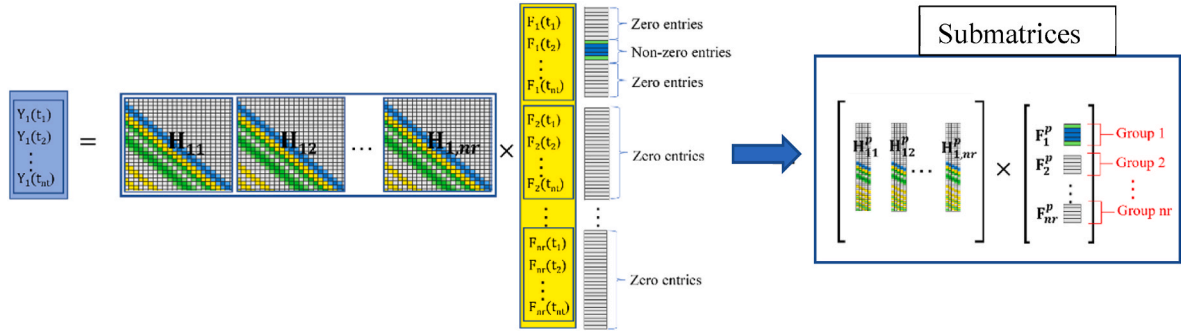 Y₁(t₁)
Y₁(t₂)
⋮
Y₁(tₙₜ)
=
H₁₁
H₁₂
⋯
H₁,ₙᵣ
×
F₁(t₁)
F₁(t₂)
⋮
F₁(tₙₜ)
F₂(t₁)
F₂(t₂)
⋮
F₂(tₙₜ)
⋮
Fₙᵣ(t₁)
Fₙᵣ(t₂)
⋮
Fₙᵣ(tₙₜ)
Zero entries
Non-zero entries
Zero entries
Zero entries
⋮
Zero entries
Submatrices
H₁₁ᵖ H₁₂ᵖ ⋯ H₁,ₙᵣᵖ
×
F₁ᵖ Group 1
F₂ᵖ Group 2
⋮ ⋮
Fₙᵣᵖ Group nr